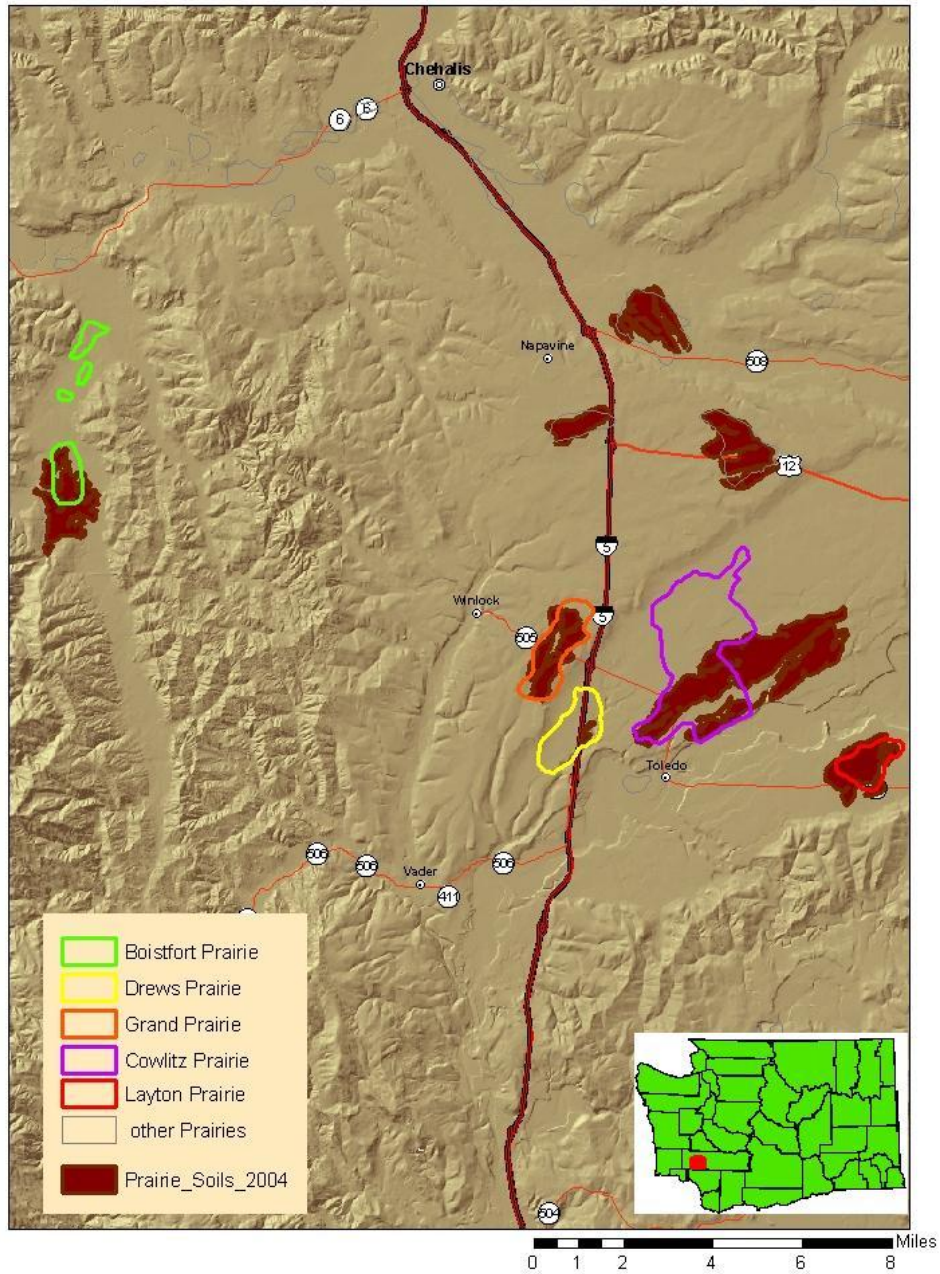 Chehalis
6
6
Napavine
508
12
5
Winlock
5
505
Toledo
506
506
506
Vader
411
Boistfort Prairie
Drews Prairie
Grand Prairie
Cowlitz Prairie
Layton Prairie
other Prairies
Prairie_Soils_2004
504
Miles
0 1 2 4 6 8